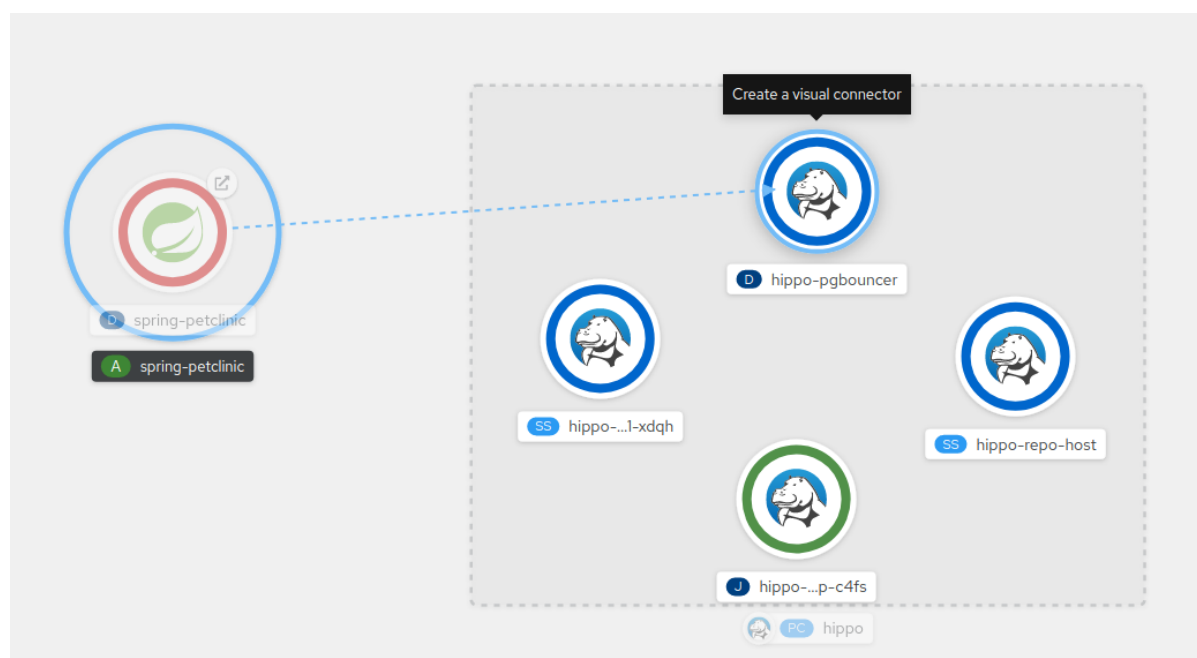 Create a visual connector
D hippo-pgbouncer
D spring-petclinic
A spring-petclinic
SS hippo-...1-xdqh
SS hippo-repo-host
J hippo-...p-c4fs
PC hippo